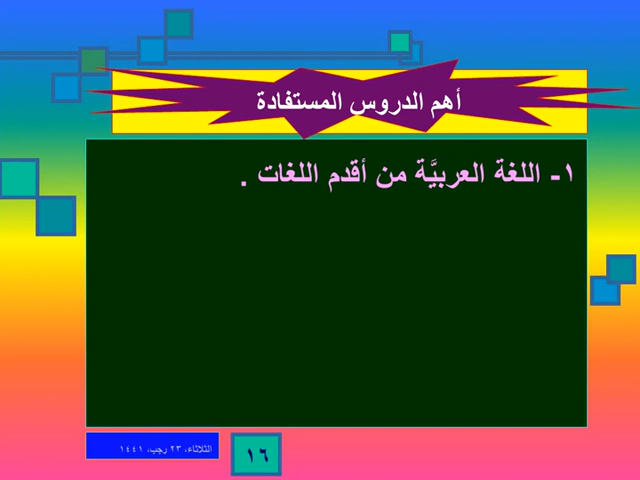 أهم الدروس المستفادة
١- اللغة العربيَّة من أقدم اللغات .
الثلاثاء، ٢٣ رجب، ١٤٤١
١٦